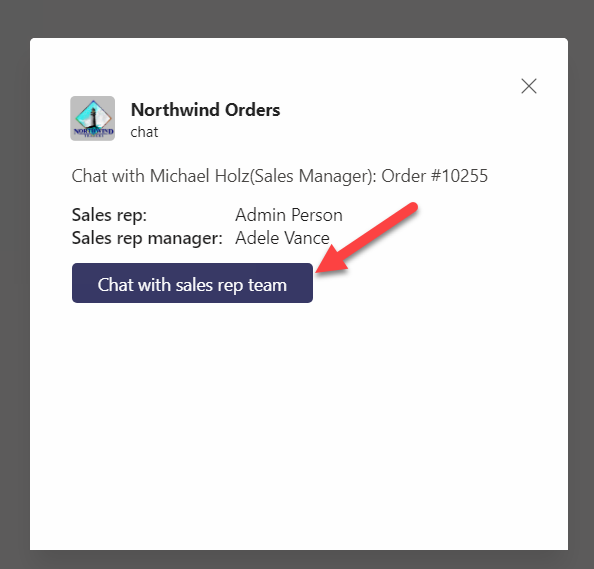 Northwind Orders
NORTHWIND
chat
Chat with Michael Holz(Sales Manager): Order #10255
Sales rep: Admin Person
Sales rep manager: Adele Vance
Chat with sales rep team